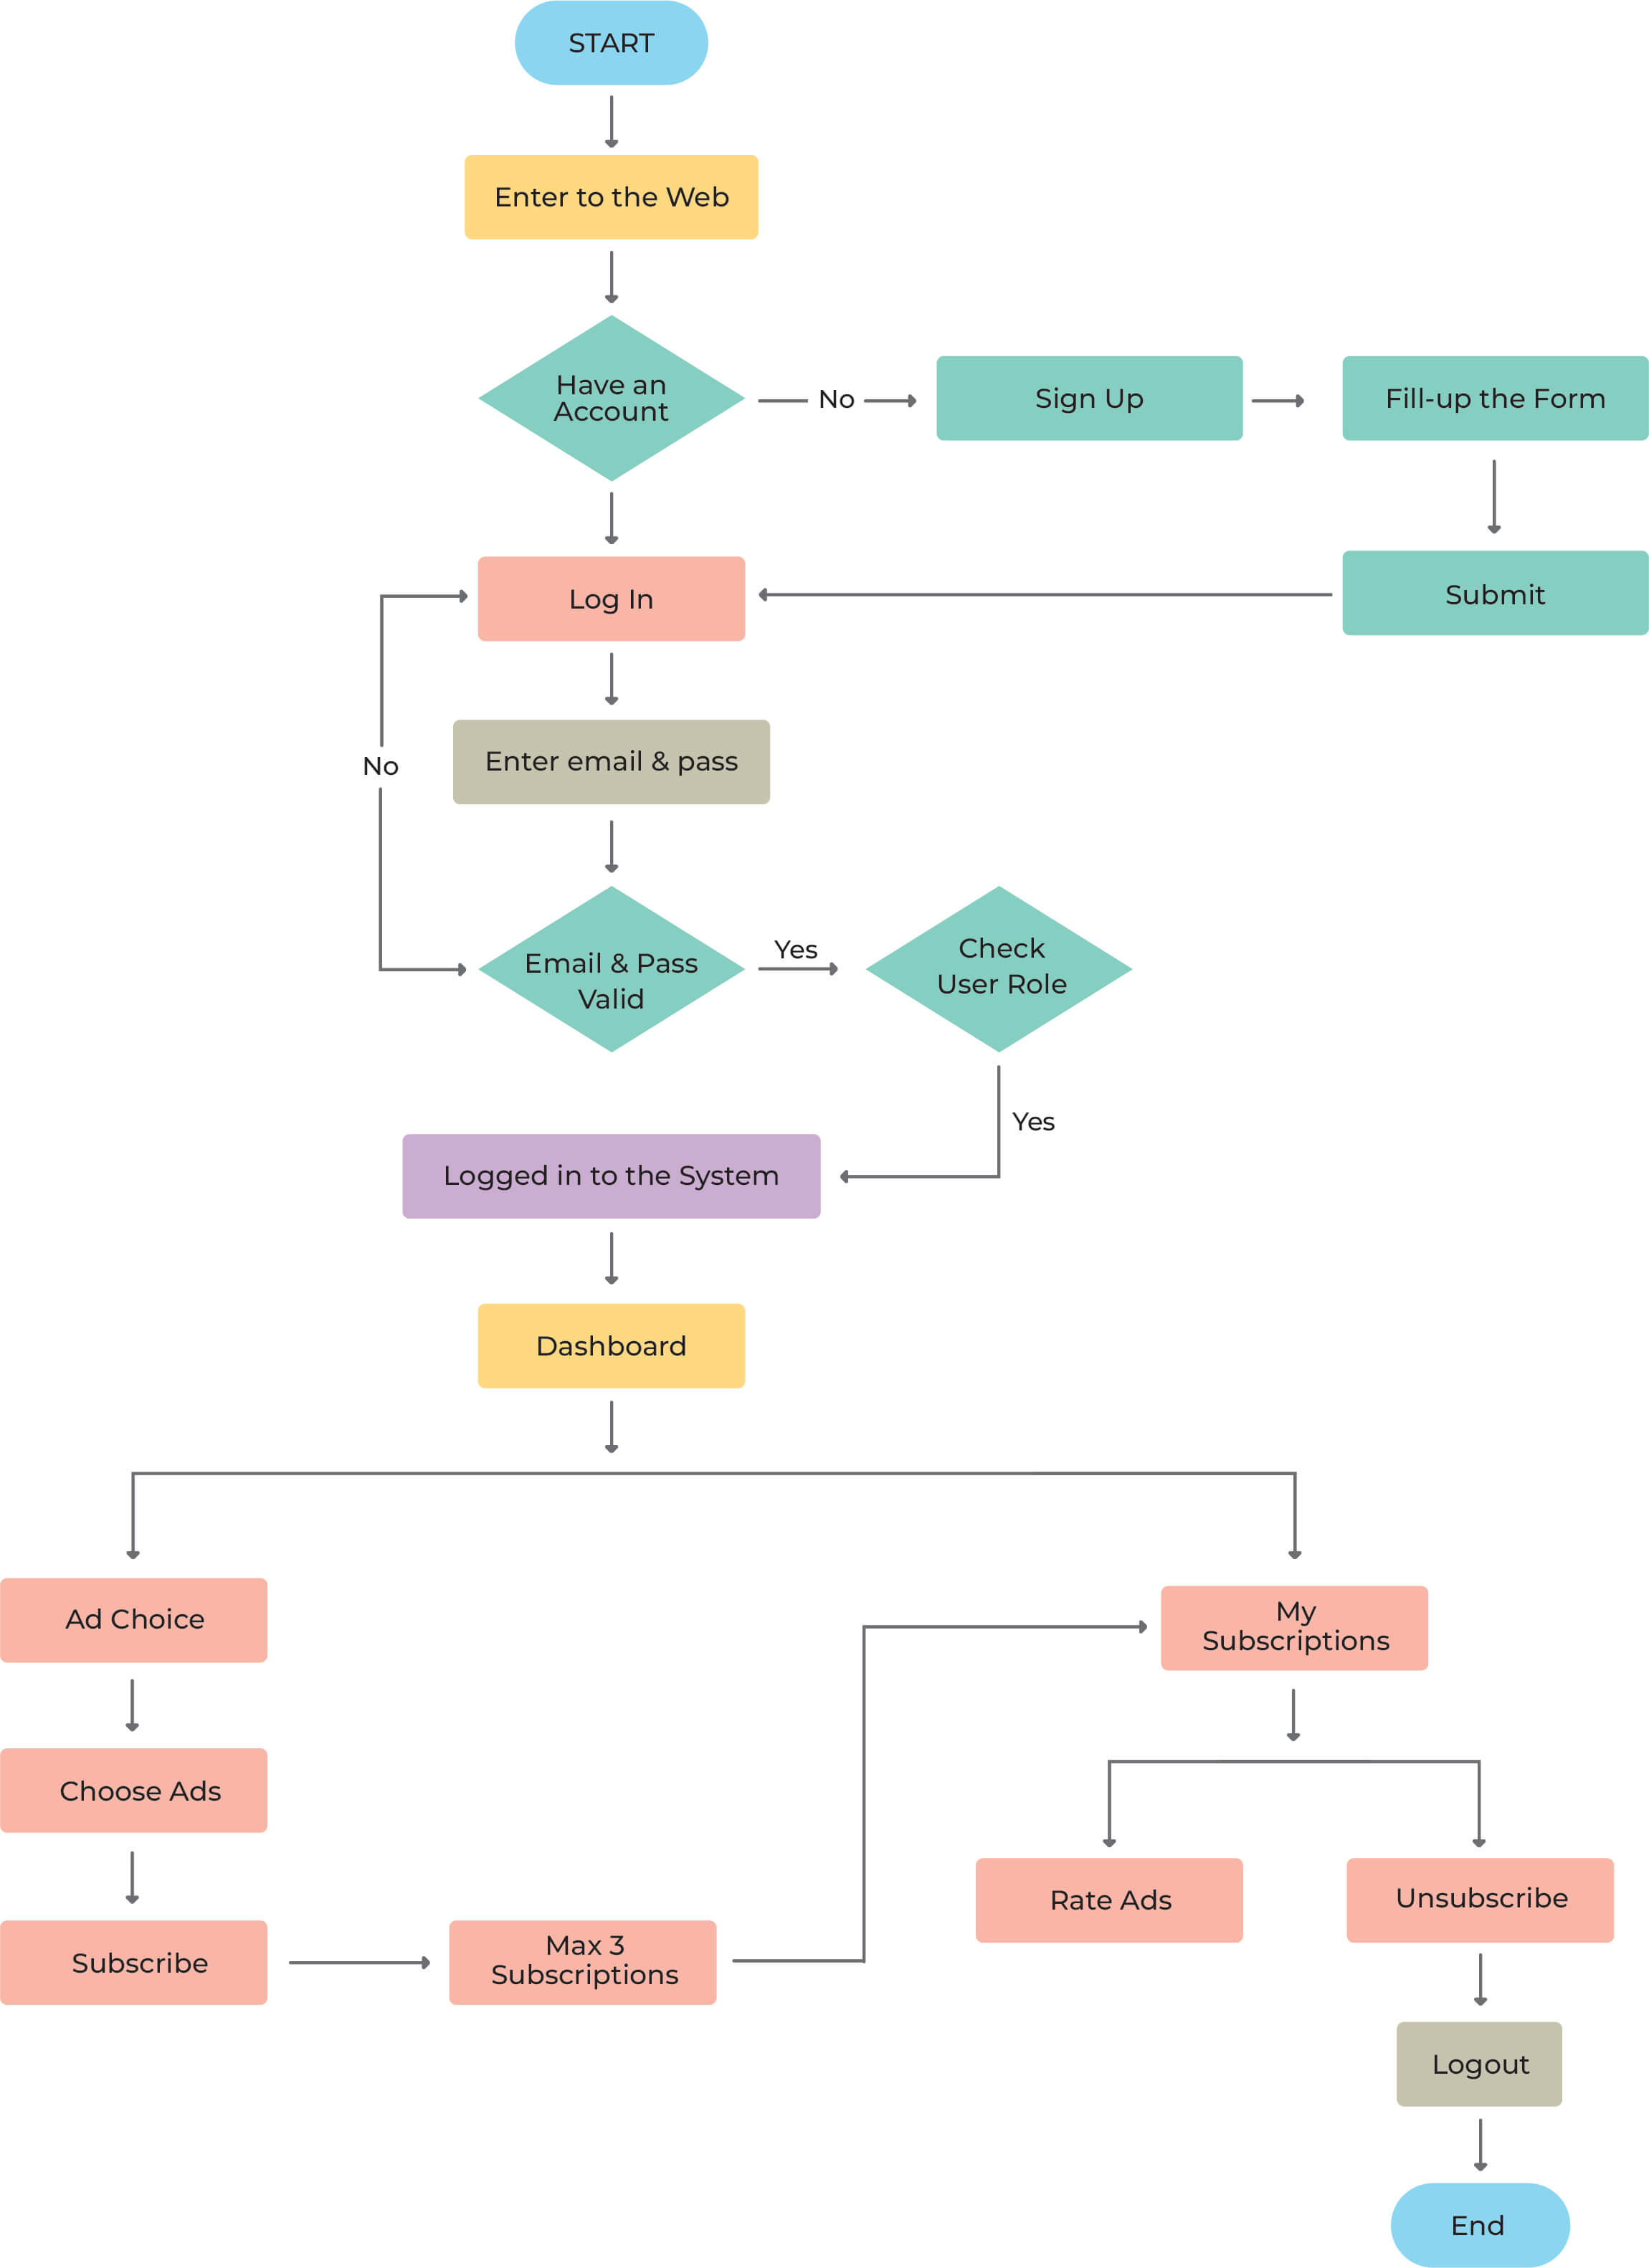 START
Enter to the Web
Have an
Account
No
Sign Up
Fill-up the Form
Log In
Submit
Enter email & pass
No
Email & Pass
Valid
Yes
Check
User Role
Yes
Logged in to the System
Dashboard
Ad Choice
My
Subscriptions
Choose Ads
Rate Ads
Unsubscribe
Subscribe
Max 3
Subscriptions
Logout
End